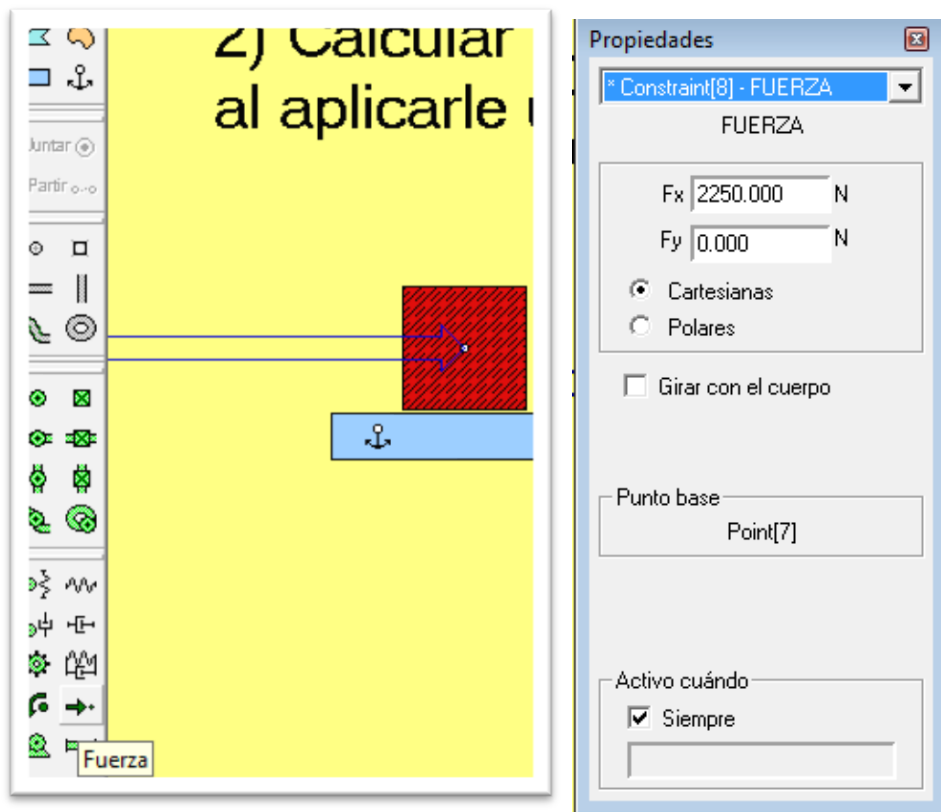 2) Calcular
al aplicarle
Juntar
Partir
Fuerza
Propiedades
* Constraint[8] - FUERZA
FUERZA
Fx 2250.000 N
Fy 0.000 N
Cartesianas
Polares
Girar con el cuerpo
Punto base
Point[7]
Activo cuándo
Siempre